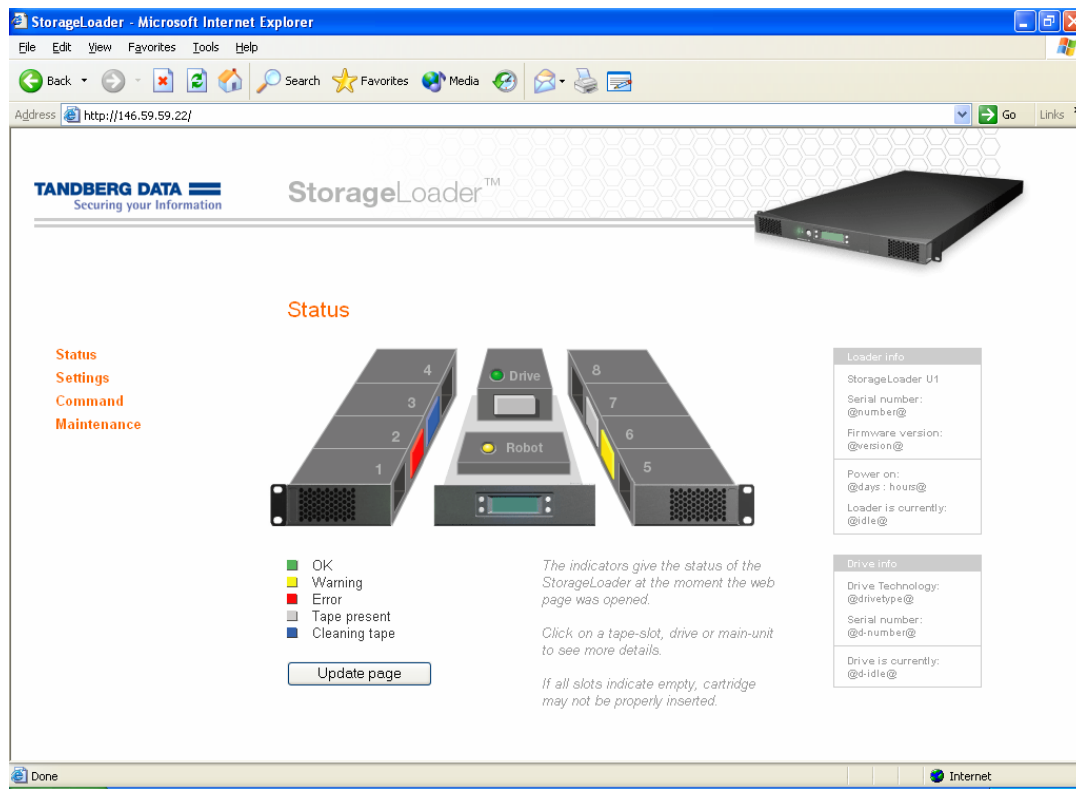 StorageLoader - Microsoft Internet Explorer
File Edit View Favorites Tools Help
Back Search Favorites Media
Address http://146.59.59.22/ Go Links
TANDBERG DATA
Securing your Information
StorageLoader™
Status
Status
Settings
Command
Maintenance
4
3
2
1
Drive
Robot
8
7
6
5
OK
Warning
Error
Tape present
Cleaning tape
Update page
The indicators give the status of the
StorageLoader at the moment the web
page was opened.
Click on a tape-slot, drive or main-unit
to see more details.
If all slots indicate empty, cartridge
may not be properly inserted.
Loader info
StorageLoader U1
Serial number:
@number@
Firmware version:
@version@
Power on:
@days : hours@
Loader is currently:
@idle@
Drive info
Drive Technology:
@drivetype@
Serial number:
@d-number@
Drive is currently:
@d-idle@
Done Internet